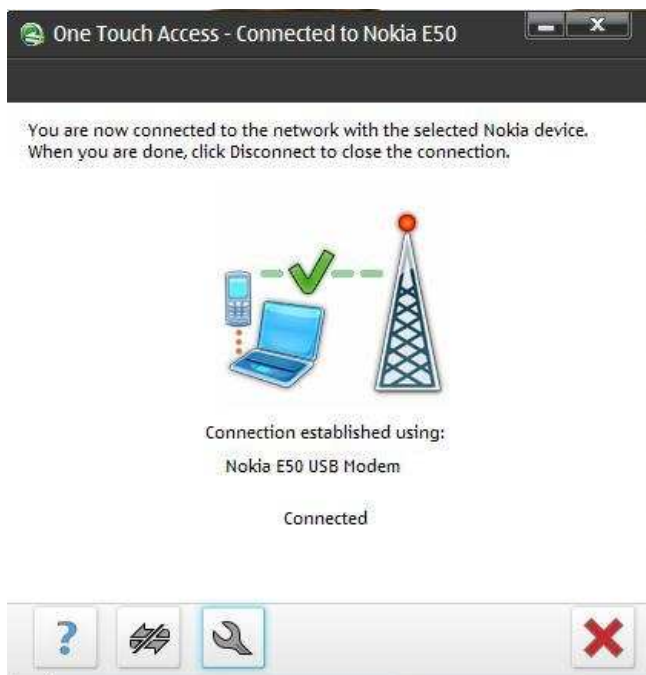 One Touch Access - Connected to Nokia E50
You are now connected to the network with the selected Nokia device.
When you are done, click Disconnect to close the connection.
Connection established using:
Nokia E50 USB Modem
Connected